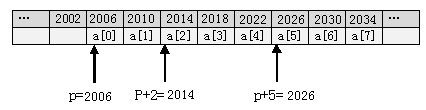 ··· 2002 2006 2010 2014 2018 2022 2026 2030 2034 ···
a[0] a[1] a[2] a[3] a[4] a[5] a[6] a[7]
p=2006 P+2=2014 p+5=2026